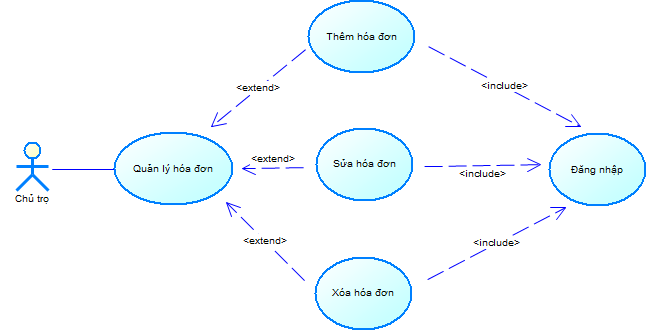 Thêm hóa đơn
<extend>
<include>
Chủ trọ
Quản lý hóa đơn
<extend>
Sửa hóa đơn
<include>
Đăng nhập
<extend>
<include>
Xóa hóa đơn